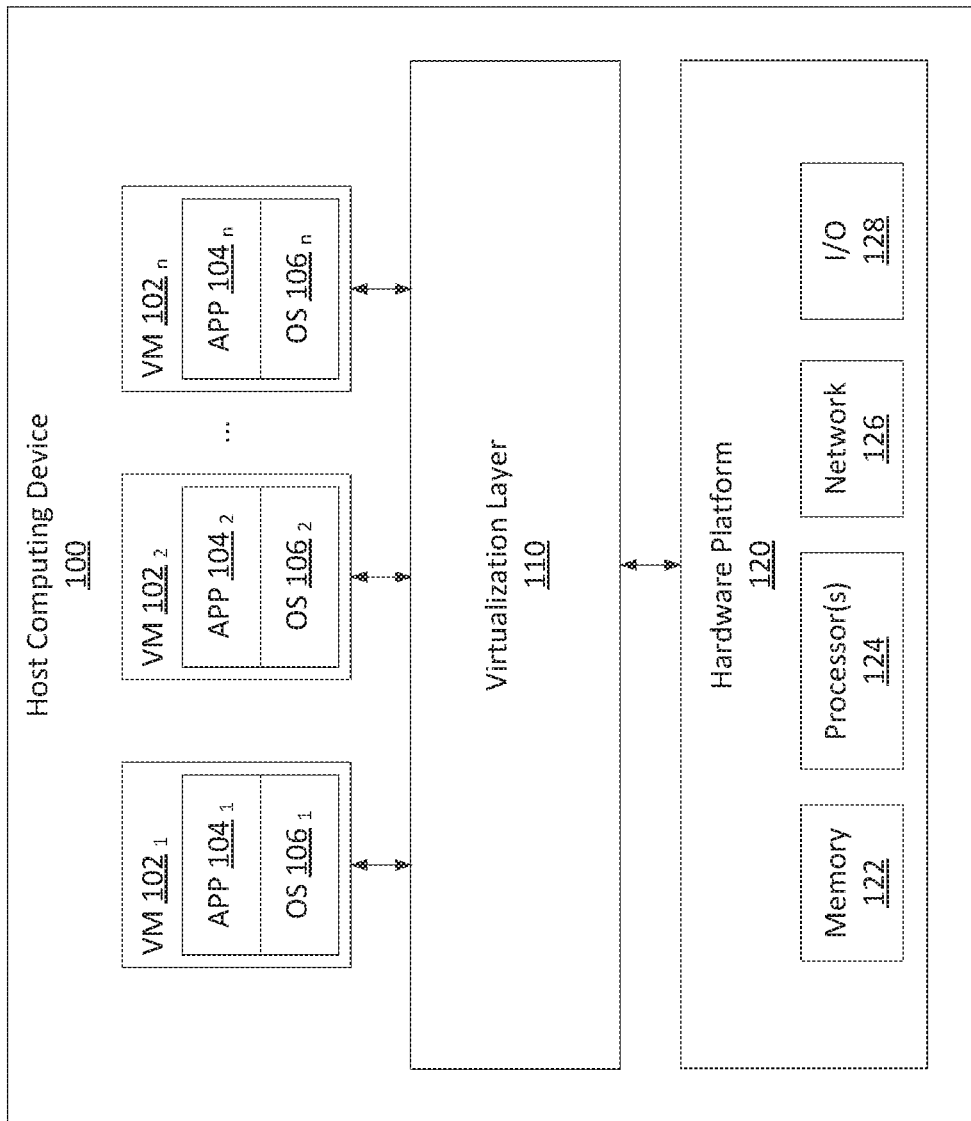 Host Computing Device
100
VM 102 1
APP 104 1
OS 106 1
VM 102 2
APP 104 2
OS 106 2
...
VM 102 n
APP 104 n
OS 106 n
Virtualization Layer
110
Hardware Platform
120
Memory
122
Processor(s)
124
Network
126
I/O
128